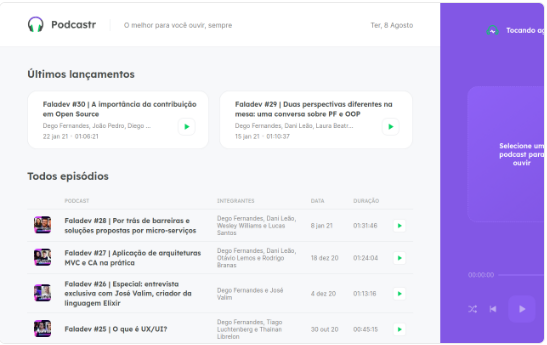 Podcastr
O melhor para você ouvir, sempre
Ter, 8 Agosto
Tocando ag
Últimos lançamentos
Faladev #30 | A importância da contribuição
em Open Source
Dego Fernandes, João Pedro, Diego ...
22 jan 21 · 01:06:21
Faladev #29 | Duas perspectivas diferentes na
mesa: uma conversa sobre PF e OOP
Dego Fernandes, Dani Leão, Laura Beatr...
15 jan 21 · 01:10:37
Selecione um
podcast para
ouvir
Todos episódios
PODCAST INTEGRANTES DATA DURAÇÃO
Faladev #28 | Por trás de barreiras e
soluções propostas por micro-serviços
Dego Fernandes, Dani Leão,
Wesley Willians e Lucas
Santos
8 jan 21
01:31:46
Faladev #27 | Aplicação de arquiteturas
MVC e CA na prática
Dego Fernandes, Dani Leão,
Otávio Lemos e Rodrigo
Branas
18 dez 20
01:24:04
Faladev #26 | Especial: entrevista
exclusiva com José Valim, criador da
linguagem Elixir
Dego Fernandes e José
Valim
4 dez 20
01:13:16
Faladev #25 | O que é UX/UI?
Dego Fernandes, Tiago
Luchtenberg e Thainan
Librelon
30 out 20
00:45:15
00:00:00